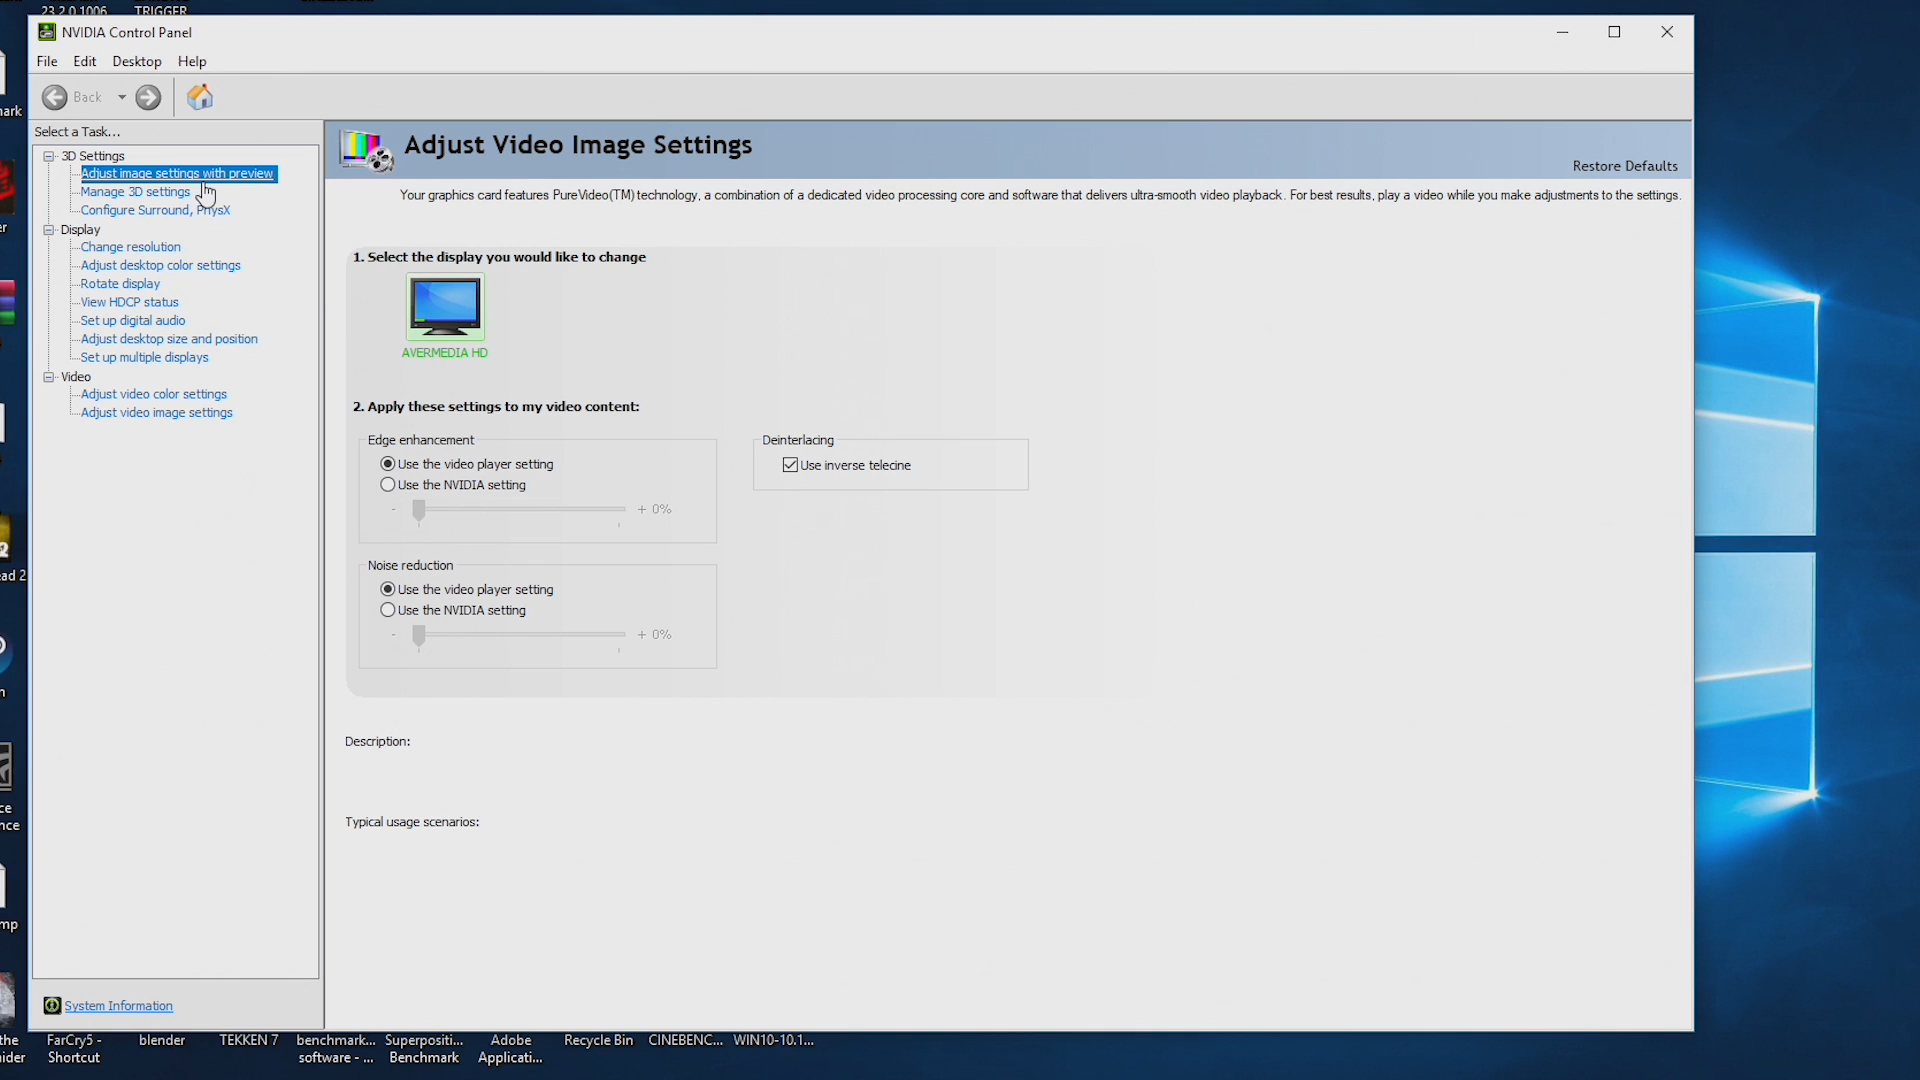 23.2.0.1006
TRIGGER
NVIDIA Control Panel
File Edit Desktop Help
Back
Select a Task...
3D Settings
Adjust image settings with preview
Manage 3D settings
Configure Surround, PhysX
Display
Change resolution
Adjust desktop color settings
Rotate display
View HDCP status
Set up digital audio
Adjust desktop size and position
Set up multiple displays
Video
Adjust video color settings
Adjust video image settings
System Information
Adjust Video Image Settings
Restore Defaults
Your graphics card features PureVideo(TM) technology, a combination of a dedicated video processing core and software that delivers ultra-smooth video playback. For best results, play a video while you make adjustments to the settings.
1. Select the display you would like to change
AVERMEDIA HD
2. Apply these settings to my video content:
Edge enhancement
Use the video player setting
Use the NVIDIA setting
- + 0%
Noise reduction
Use the video player setting
Use the NVIDIA setting
- + 0%
Deinterlacing
Use inverse telecine
Description:
Typical usage scenarios:
FarCry5 -
Shortcut
blender
TEKKEN 7
benchmark...
software - ...
Superpositi...
Benchmark
Adobe
Applicati...
Recycle Bin
CINEBENC...
WIN10-10.1...